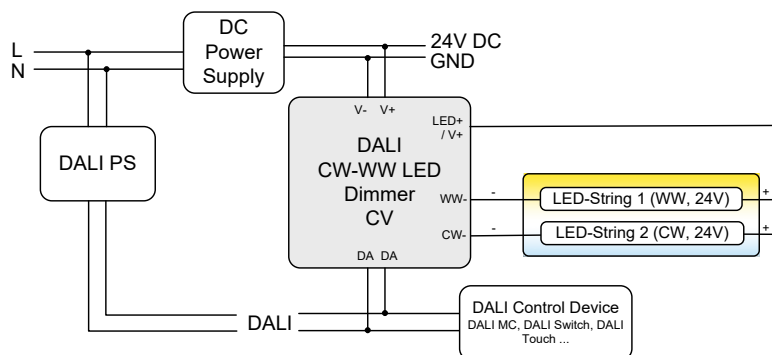 DC
Power
Supply
L
N
24V DC
GND
V- V+
LED+
/ V+
DALI PS
DALI
CW-WW LED
Dimmer
CV
WW-
-
LED-String 1 (WW, 24V)
+
CW-
-
LED-String 2 (CW, 24V)
+
DA DA
DALI
DALI Control Device
DALI MC, DALI Switch, DALI
Touch ...